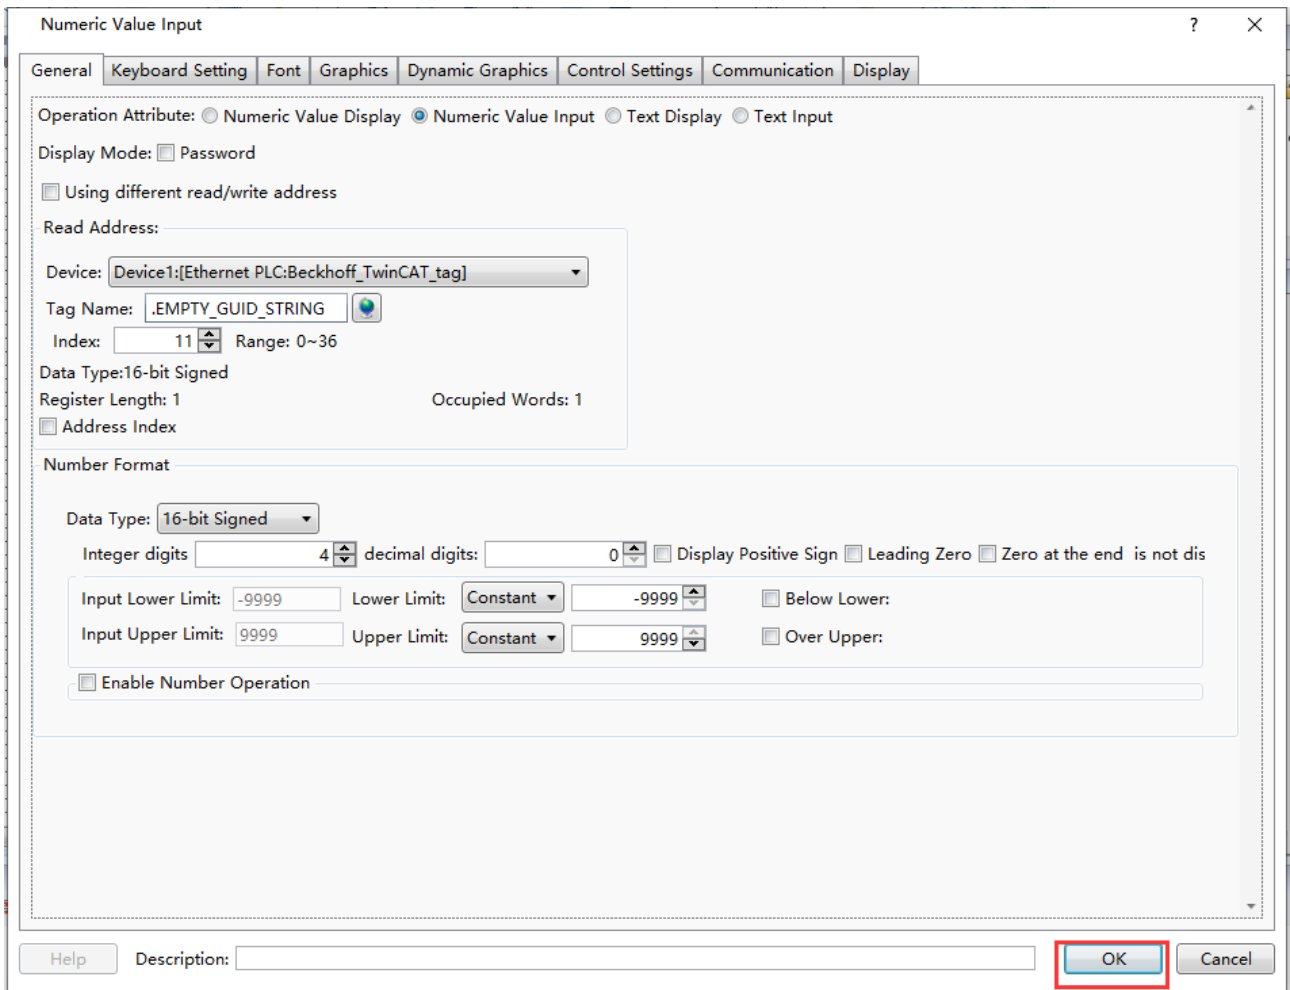 Numeric Value Input ?
General Keyboard Setting Font Graphics Dynamic Graphics Control Settings Communication Display
Operation Attribute: Numeric Value Display Numeric Value Input Text Display Text Input
Display Mode: Password
Using different read/write address
Read Address:
Device: Device1:[Ethernet PLC:Beckhoff_TwinCAT_tag]
Tag Name: .EMPTY_GUID_STRING
Index: 11 Range: 0~36
Data Type:16-bit Signed
Register Length: 1 Occupied Words: 1
Address Index
Number Format
Data Type: 16-bit Signed
Integer digits 4 decimal digits: 0 Display Positive Sign Leading Zero Zero at the end is not dis
Input Lower Limit: -9999 Lower Limit: Constant -9999 Below Lower:
Input Upper Limit: 9999 Upper Limit: Constant 9999 Over Upper:
Enable Number Operation
Help Description: OK Cancel